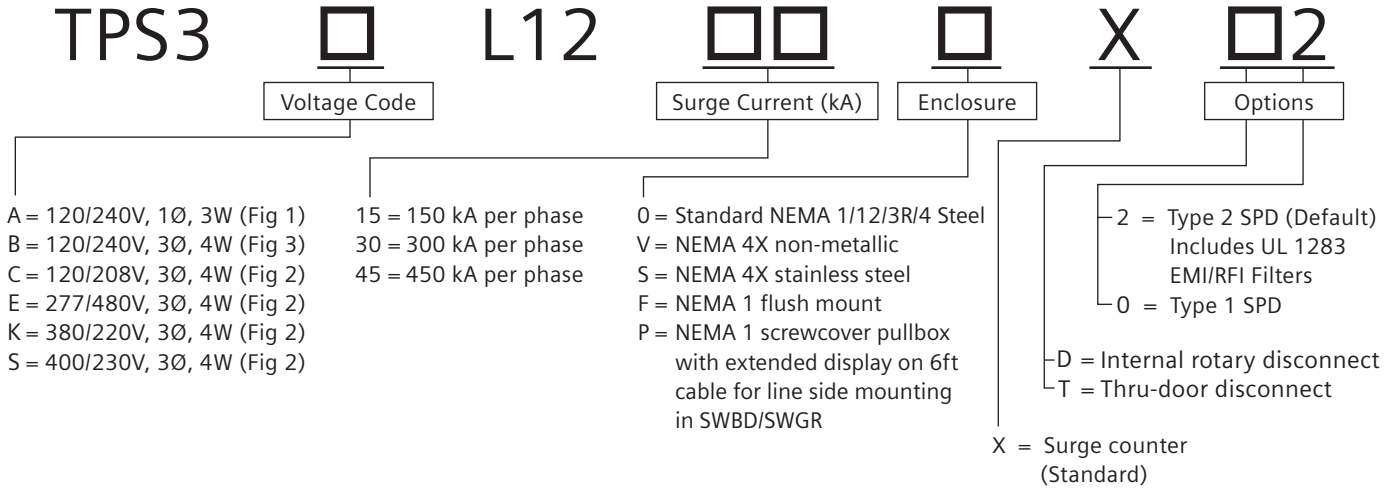 TPS3 □ L12 □□ □ X □2
Voltage Code
Surge Current (kA)
Enclosure
Options
A = 120/240V, 1Ø, 3W (Fig 1)
B = 120/240V, 3Ø, 4W (Fig 3)
C = 120/208V, 3Ø, 4W (Fig 2)
E = 277/480V, 3Ø, 4W (Fig 2)
K = 380/220V, 3Ø, 4W (Fig 2)
S = 400/230V, 3Ø, 4W (Fig 2)
15 = 150 kA per phase
30 = 300 kA per phase
45 = 450 kA per phase
0 = Standard NEMA 1/12/3R/4 Steel
V = NEMA 4X non-metallic
S = NEMA 4X stainless steel
F = NEMA 1 flush mount
P = NEMA 1 screwcover pullbox
with extended display on 6ft
cable for line side mounting
in SWBD/SWGR
X = Surge counter
(Standard)
2 = Type 2 SPD (Default)
Includes UL 1283
EMI/RFI Filters
0 = Type 1 SPD
D = Internal rotary disconnect
T = Thru-door disconnect